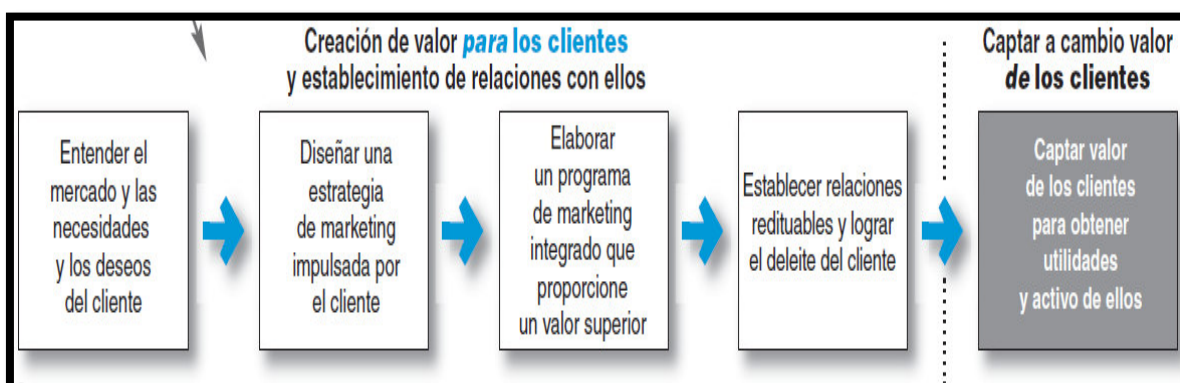 Creación de valor para los clientes
y establecimiento de relaciones con ellos
Captar a cambio valor
de los clientes
Entender el
mercado y las
necesidades
y los deseos
del cliente
Diseñar una
estrategia
de marketing
impulsada por
el cliente
Elaborar
un programa
de marketing
integrado que
proporcione
un valor superior
Establecer relaciones
redituables y lograr
el deleite del cliente
Captar valor
de los clientes
para obtener
utilidades
y activo de ellos